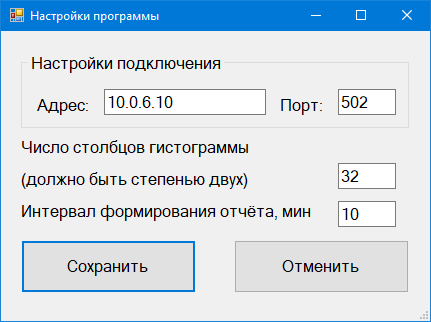 Настройки программы
Настройки подключения
Адрес: 10.0.6.10 Порт: 502
Число столбцов гистограммы
(должно быть степенью двух) 32
Интервал формирования отчёта, мин 10
Сохранить Отменить